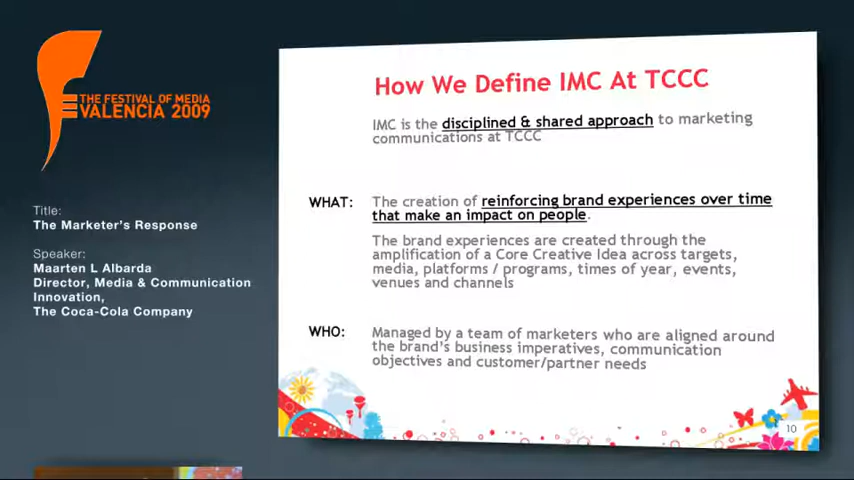 THE FESTIVAL OF MEDIA
VALENCIA 2009
Title:
The Marketer's Response
Speaker:
Maarten L Albarda
Director, Media & Communication
Innovation,
The Coca-Cola Company
How We Define IMC At TCCC
IMC is the disciplined & shared approach to marketing
communications at TCCC
WHAT: The creation of reinforcing brand experiences over time
that make an impact on people.
The brand experiences are created through the
amplification of a Core Creative Idea across targets,
media, platforms / programs, times of year, events,
venues and channels
WHO: Managed by a team of marketers who are aligned around
the brand's business imperatives, communication
objectives and customer/partner needs
10